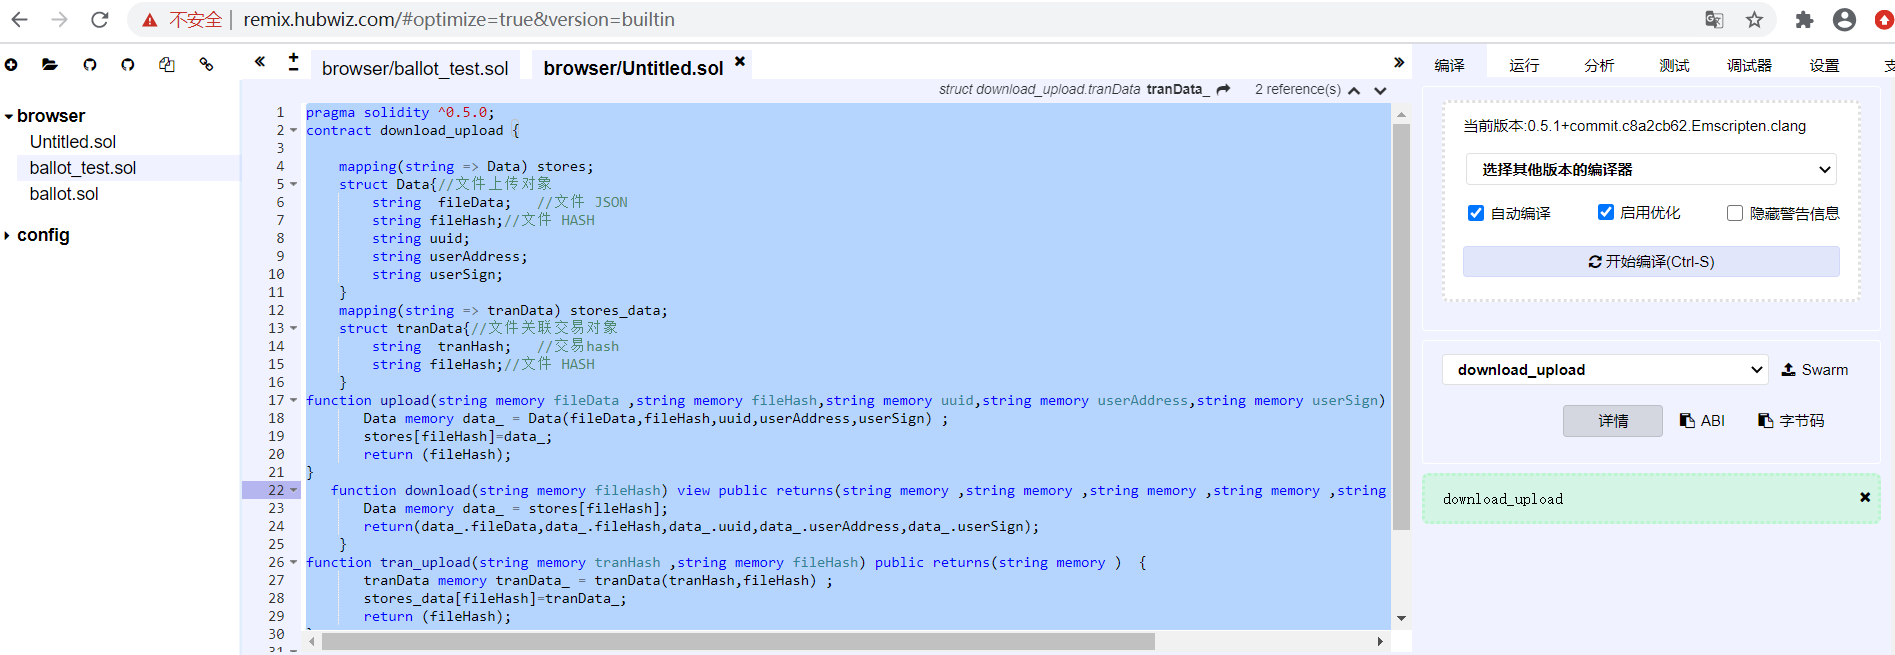 不安全 remix.hubwiz.com/#optimize=true&version=builtin
browser
Untitled.sol
ballot_test.sol
ballot.sol
config
browser/ballot_test.sol browser/Untitled.sol
struct download_upload.tranData tranData_ 2 reference(s)
1 pragma solidity ^0.5.0;
2 contract download_upload {
3
4 mapping(string => Data) stores;
5 struct Data{//文件上传对象
6 string  fileData;   //文件 JSON
7 string fileHash;//文件 HASH
8 string uuid;
9 string userAddress;
10 string userSign;
11 }
12 mapping(string => tranData) stores_data;
13 struct tranData{//文件关联交易对象
14 string  tranHash;   //交易hash
15 string fileHash;//文件 HASH
16 }
17 function upload(string memory fileData ,string memory fileHash,string memory uuid,string memory userAddress,string memory userSign)
18 Data memory data_ = Data(fileData,fileHash,uuid,userAddress,userSign) ;
19 stores[fileHash]=data_;
20 return (fileHash);
21 }
22 function download(string memory fileHash) view public returns(string memory ,string memory ,string memory ,string memory ,string
23 Data memory data_ = stores[fileHash];
24 return(data_.fileData,data_.fileHash,data_.uuid,data_.userAddress,data_.userSign);
25 }
26 function tran_upload(string memory tranHash ,string memory fileHash) public returns(string memory )  {
27 tranData memory tranData_ = tranData(tranHash,fileHash) ;
28 stores_data[fileHash]=tranData_;
29 return (fileHash);
30
31
编译 运行 分析 测试 调试器 设置 支
当前版本:0.5.1+commit.c8a2cb62.Emscripten.clang
选择其他版本的编译器
自动编译 启用优化 隐藏警告信息
开始编译(Ctrl-S)
download_upload Swarm
详情 ABI 字节码
download_upload